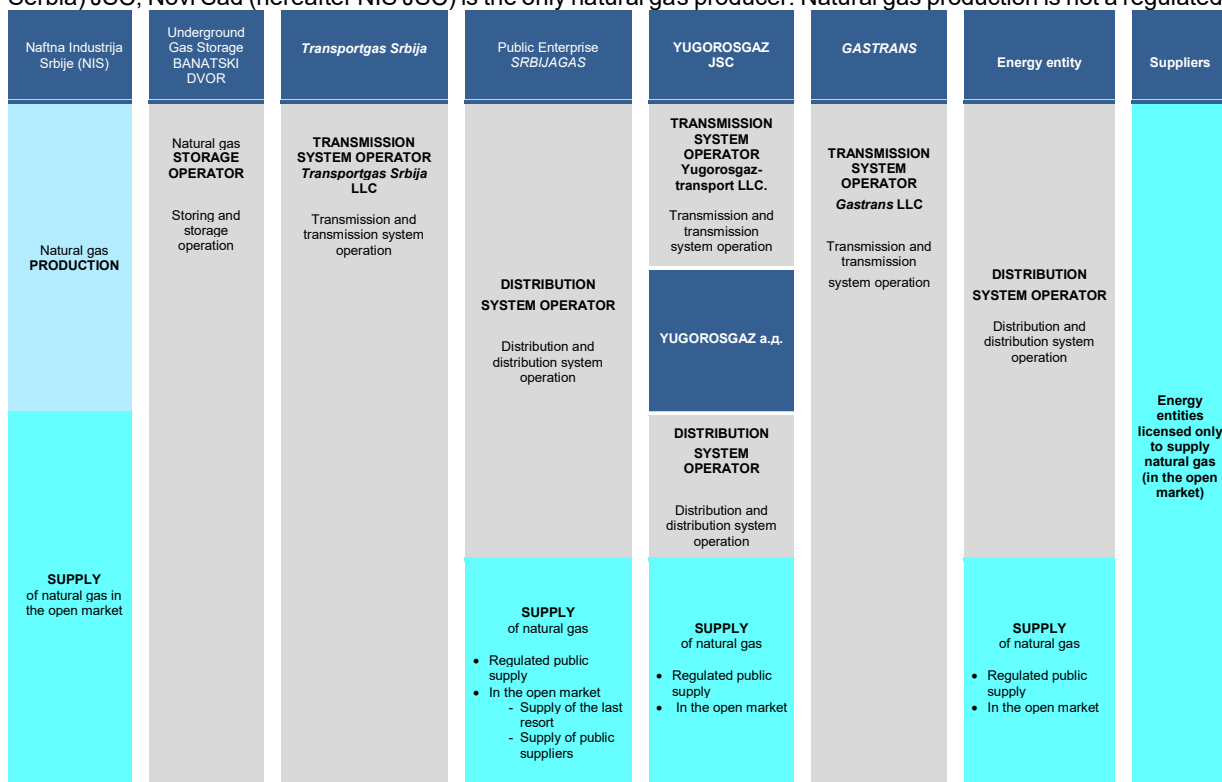 Serbia) JSC, Novi Sad (hereafter NIS JSC) is the only natural gas producer. Natural gas production is not a regulated
Naftna Industrija
Srbije (NIS)
Underground
Gas Storage
BANATSKI
DVOR
Transportgas Srbija
Public Enterprise
SRBIJAGAS
YUGOROSGAZ
JSC
GASTRANS
Energy entity
Suppliers
Natural gas
PRODUCTION
SUPPLY
of natural gas in
the open market
Natural gas
STORAGE
OPERATOR
Storing and
storage
operation
TRANSMISSION
SYSTEM OPERATOR
Transportgas Srbija
LLC
Transmission and
transmission system
operation
DISTRIBUTION
SYSTEM OPERATOR
Distribution and
distribution system
operation
SUPPLY
of natural gas
• Regulated public
supply
• In the open market
- Supply of the last
resort
- Supply of public
suppliers
TRANSMISSION
SYSTEM
OPERATOR
Yugorosgaz-
transport LLC.
Transmission and
transmission
system operation
YUGOROSGAZ а.д.
DISTRIBUTION
SYSTEM
OPERATOR
Distribution and
distribution system
operation
SUPPLY
of natural gas
• Regulated public
supply
• In the open market
TRANSMISSION
SYSTEM
OPERATOR
Gastrans LLC
Transmission and
transmission
system operation
DISTRIBUTION
SYSTEM OPERATOR
Distribution and
distribution system
operation
SUPPLY
of natural gas
• Regulated public
supply
• In the open market
Energy
entities
licensed only
to supply
natural gas
(in the open
market)